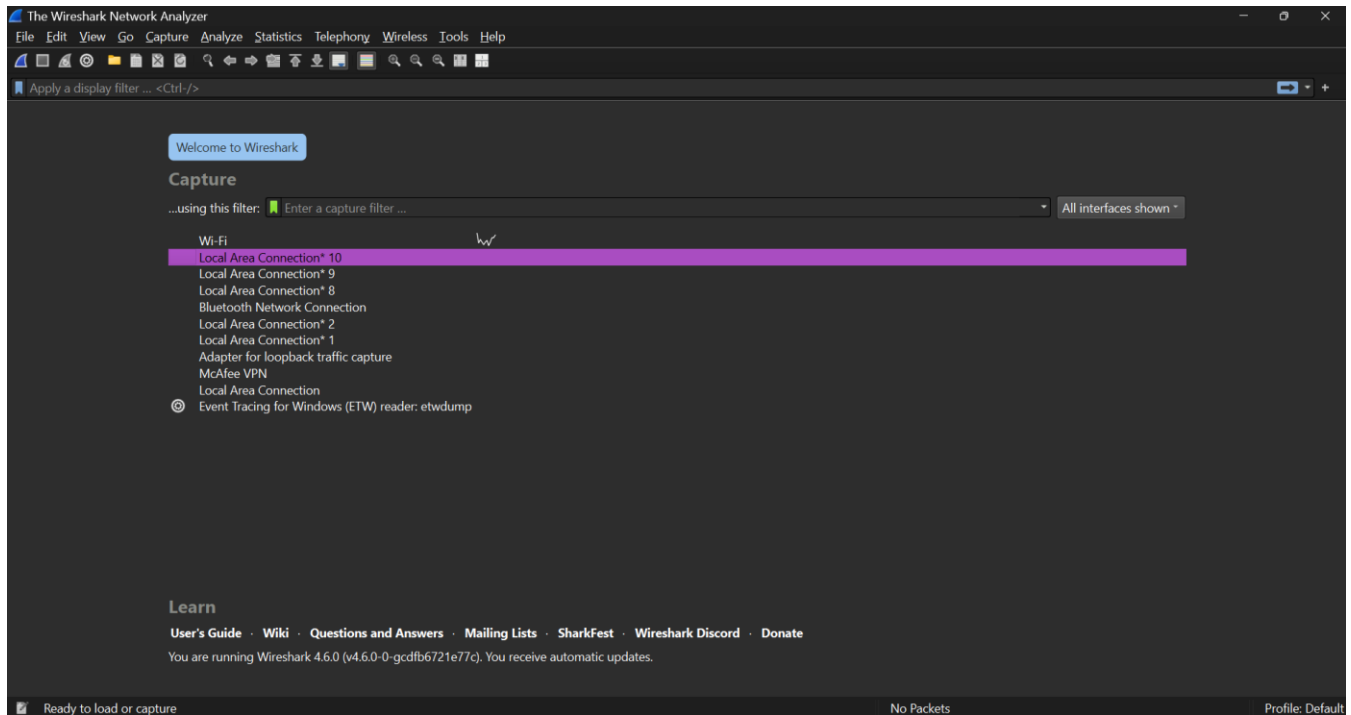 The Wireshark Network Analyzer
File Edit View Go Capture Analyze Statistics Telephony Wireless Tools Help
Apply a display filter ... <Ctrl-/>
Welcome to Wireshark
Capture
...using this filter: Enter a capture filter ... All interfaces shown
Wi-Fi
Local Area Connection* 10
Local Area Connection* 9
Local Area Connection* 8
Bluetooth Network Connection
Local Area Connection* 2
Local Area Connection* 1
Adapter for loopback traffic capture
McAfee VPN
Local Area Connection
Event Tracing for Windows (ETW) reader: etwdump
Learn
User's Guide · Wiki · Questions and Answers · Mailing Lists · SharkFest · Wireshark Discord · Donate
You are running Wireshark 4.6.0 (v4.6.0-0-gcdfb6721e77c). You receive automatic updates.
Ready to load or capture No Packets Profile: Default